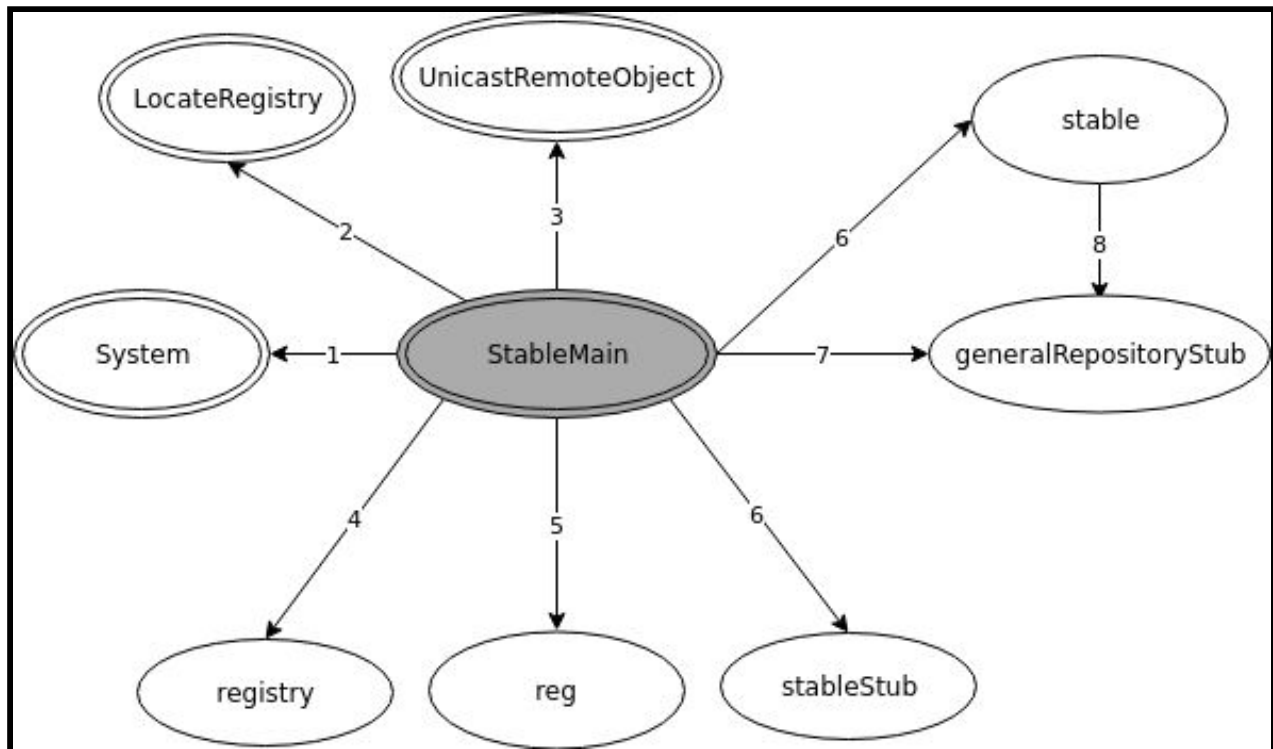 UnicastRemoteObject
LocateRegistry
stable
2
3
6
8
System
1
StableMain
7
generalRepositoryStub
4
5
6
registry
reg
stableStub